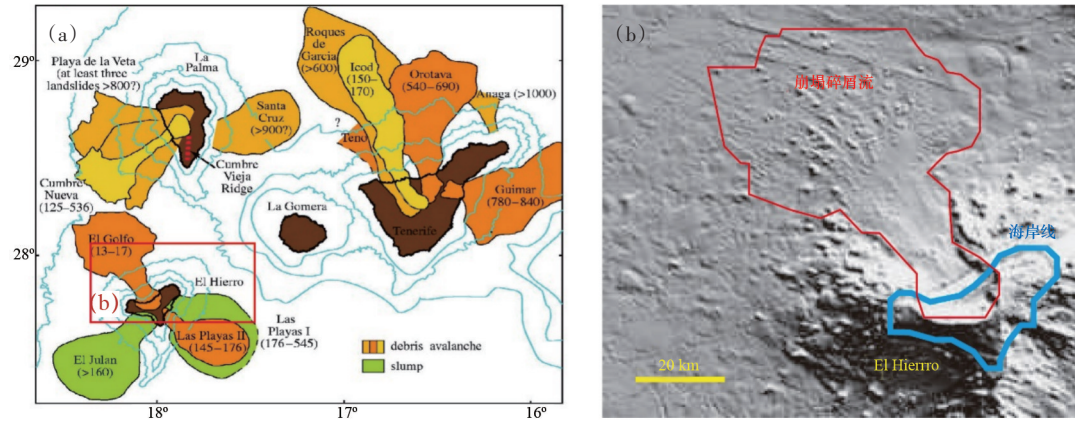 (a)
29°
28°
Playa de la Veta
(at least three
landslides >800?)
La
Palma
Santa
Cruz
(>900?)
Cumbre
Vieja
Ridge
Cumbre
Nueva
(125–536)
Roques
de
Garcia
(>600)
Icod
(150–
170)
Orotava
(540–690)
Anaga (>1000)
?
Teno
Guimar
(780–840)
La Gomera
Tenerife
El Golfo
(13–17)
(b)
El Hierro
Las
Playas I
(176–545)
Las Playas II
(145–176)
El Julan
(>160)
debris avalanche
slump
18°
17°
16°
(b)
崩塌碎屑流
海岸线
20 km
El Hierrro